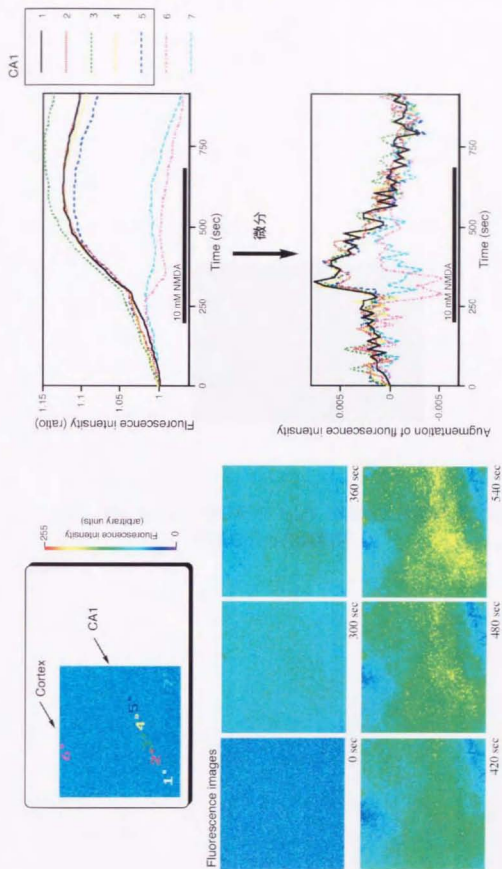 Cortex
CA1
6
1
2
4
5
7
255
0
Fluorescence intensity
(arbitrary units)
Fluorescence images
0 sec
300 sec
360 sec
420 sec
480 sec
540 sec
CA1
1
2
3
4
5
6
7
Fluorescence intensity (ratio)
1.15
1.1
1.05
1
10 mM NMDA
0
250
500
750
Time (sec)
微分
Augmentation of fluorescence intensity
0.005
0
-0.005
10 mM NMDA
0
250
500
750
Time (sec)